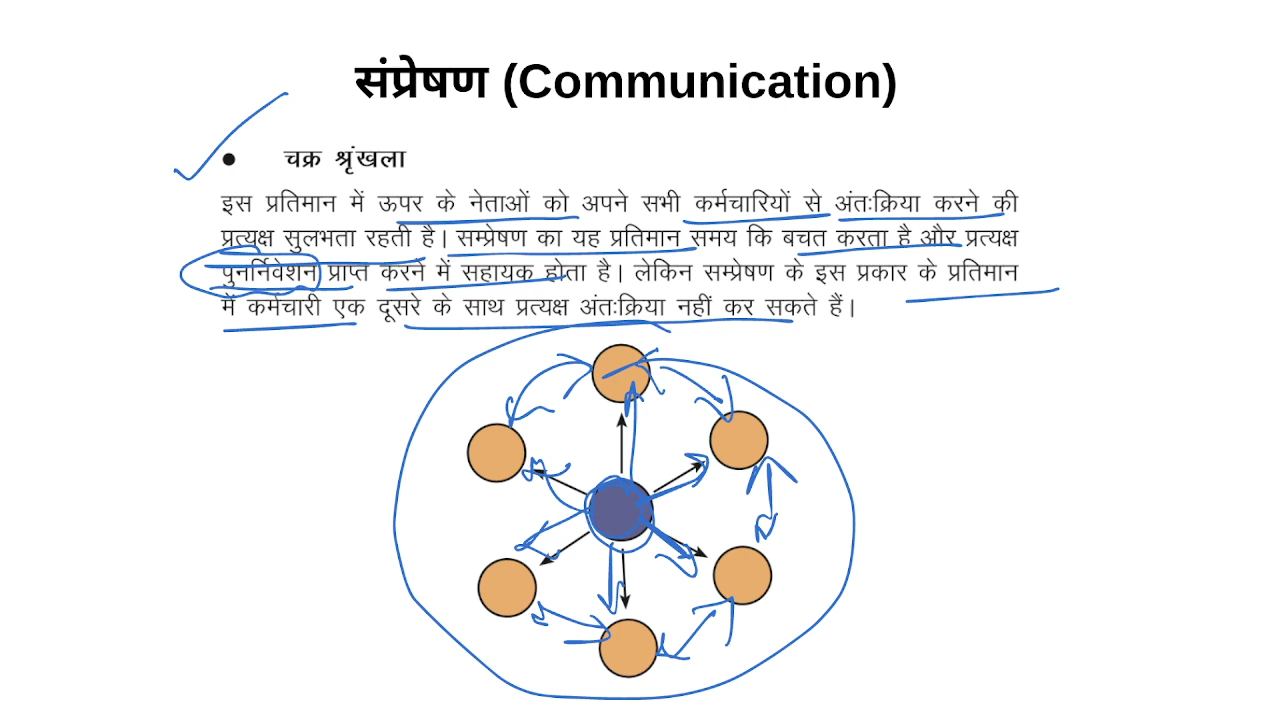 संप्रेषण (Communication)
• चक्र श्रृंखला
इस प्रतिमान में ऊपर के नेताओं को अपने सभी कर्मचारियों से अंतःक्रिया करने की
प्रत्यक्ष सुलभता रहती है। सम्प्रेषण का यह प्रतिमान समय कि बचत करता है और प्रत्यक्ष
पुनर्निवेशन प्राप्त करने में सहायक होता है। लेकिन सम्प्रेषण के इस प्रकार के प्रतिमान
में कर्मचारी एक दूसरे के साथ प्रत्यक्ष अंतःक्रिया नहीं कर सकते हैं।